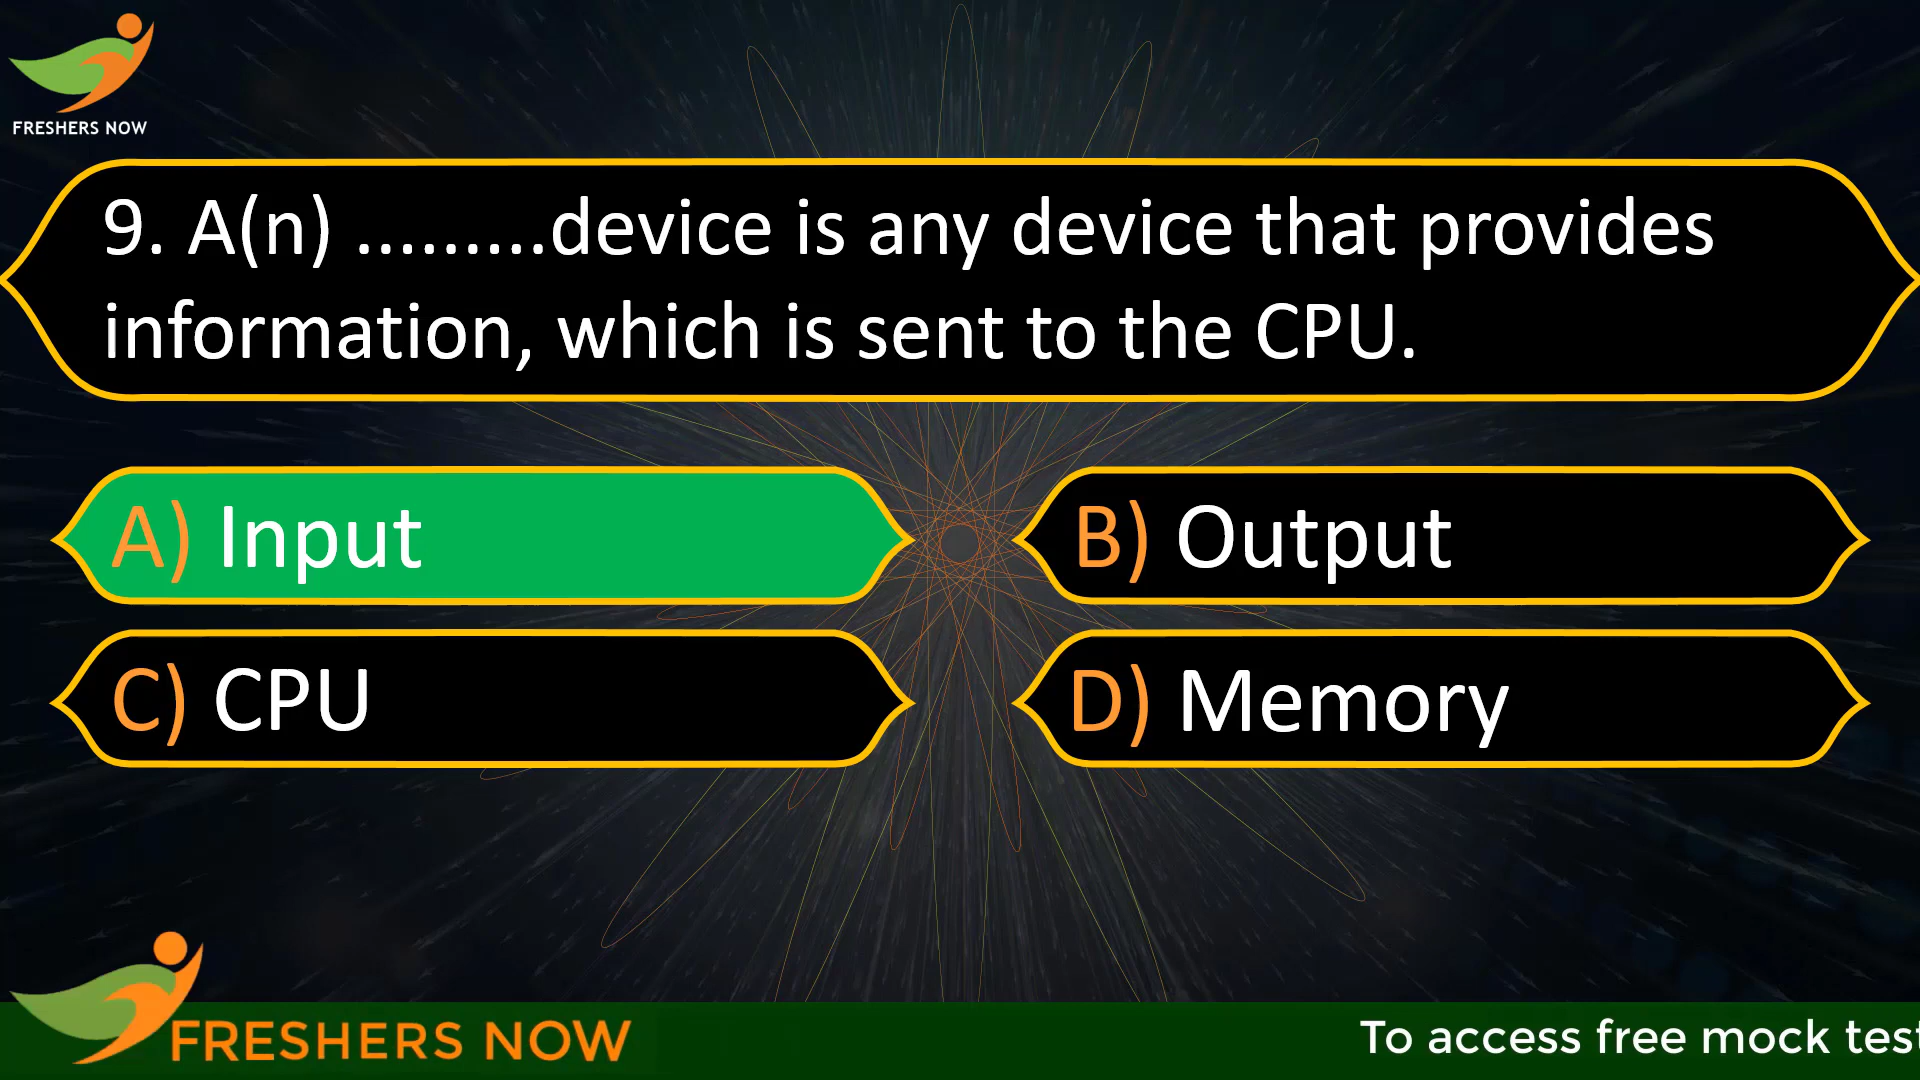 FRESHERS NOW
9. A(n) .........device is any device that provides
information, which is sent to the CPU.
A) Input
B) Output
C) CPU
D) Memory
FRESHERS NOW
To access free mock test